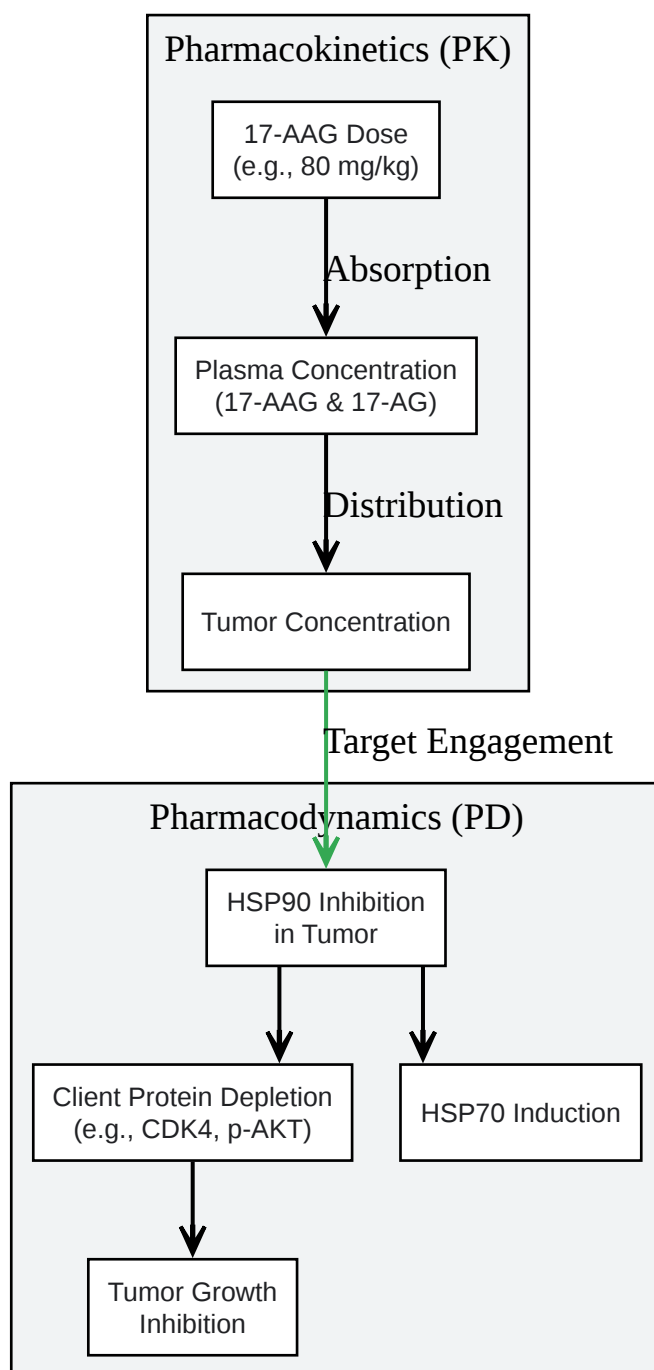 Pharmacokinetics (PK)
17-AAG Dose
(e.g., 80 mg/kg)
Absorption
Plasma Concentration
(17-AAG & 17-AG)
Distribution
Tumor Concentration
Target Engagement
Pharmacodynamics (PD)
HSP90 Inhibition
in Tumor
Client Protein Depletion
(e.g., CDK4, p-AKT)
HSP70 Induction
Tumor Growth
Inhibition